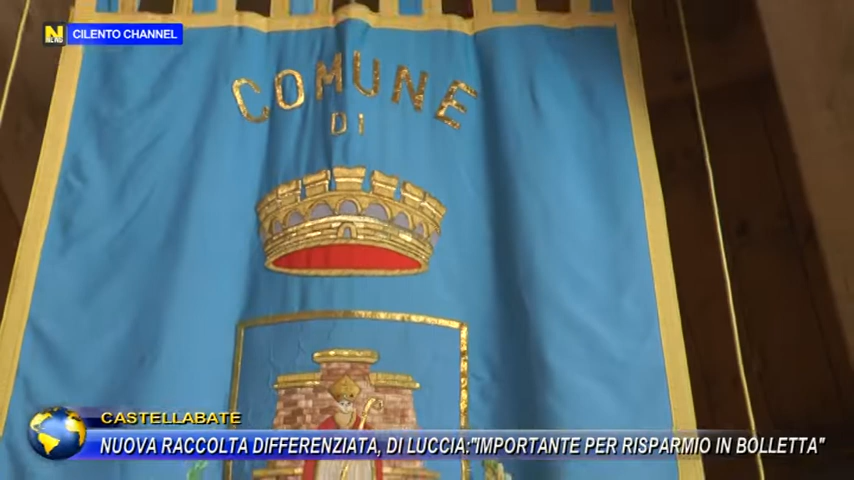 CILENTO CHANNEL
COMUNE
DI
CASTELLABATE
NUOVA RACCOLTA DIFFERENZIATA, DI LUCCIA:"IMPORTANTE PER RISPARMIO IN BOLLETTA"